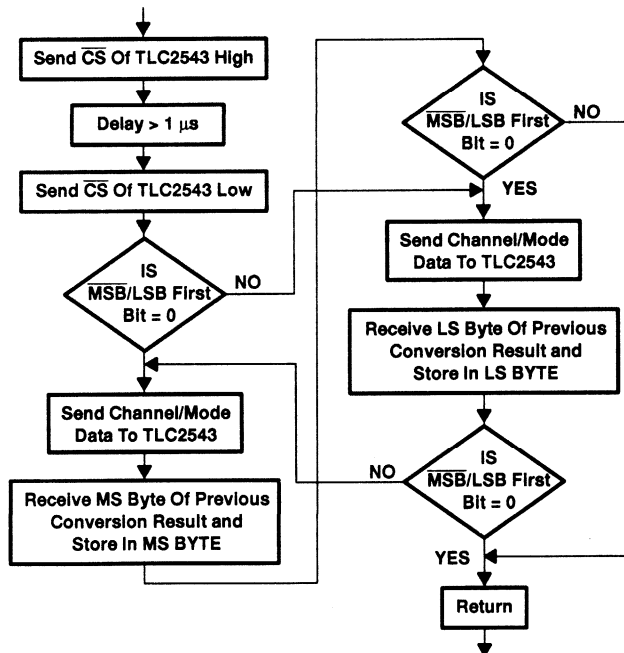 Send CS Of TLC2543 High
Delay > 1 µs
Send CS Of TLC2543 Low
IS
MSB/LSB First
Bit = 0
NO
Send Channel/Mode
Data To TLC2543
Receive MS Byte Of Previous
Conversion Result and
Store In MS BYTE
IS
MSB/LSB First
Bit = 0
NO
YES
Send Channel/Mode
Data To TLC2543
Receive LS Byte Of Previous
Conversion Result and
Store In LS BYTE
IS
MSB/LSB First
Bit = 0
NO
YES
Return